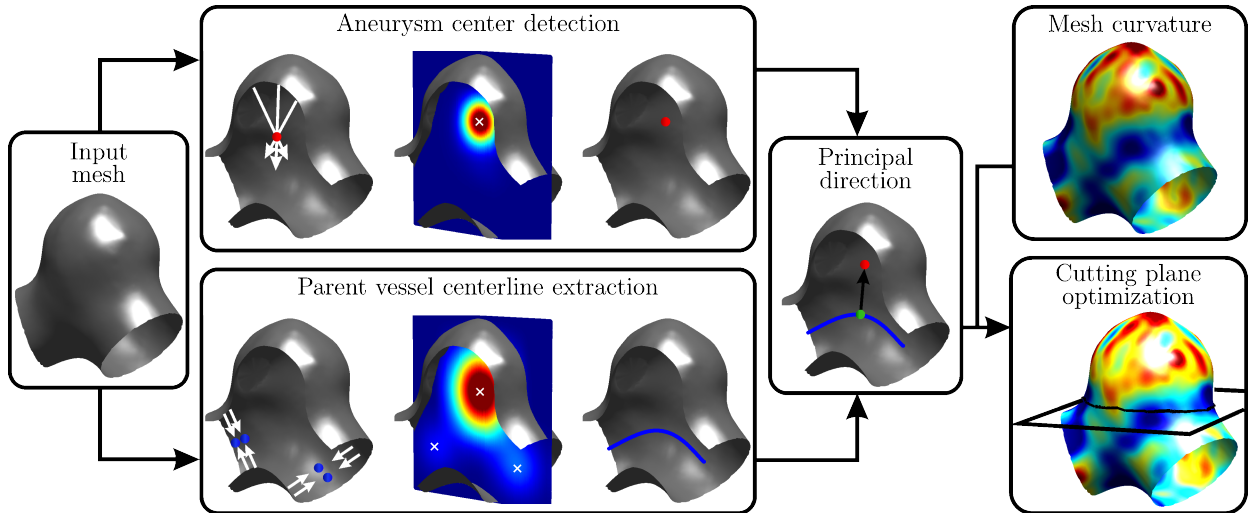 Input
mesh
Aneurysm center detection
Parent vessel centerline extraction
Principal
direction
Mesh curvature
Cutting plane
optimization